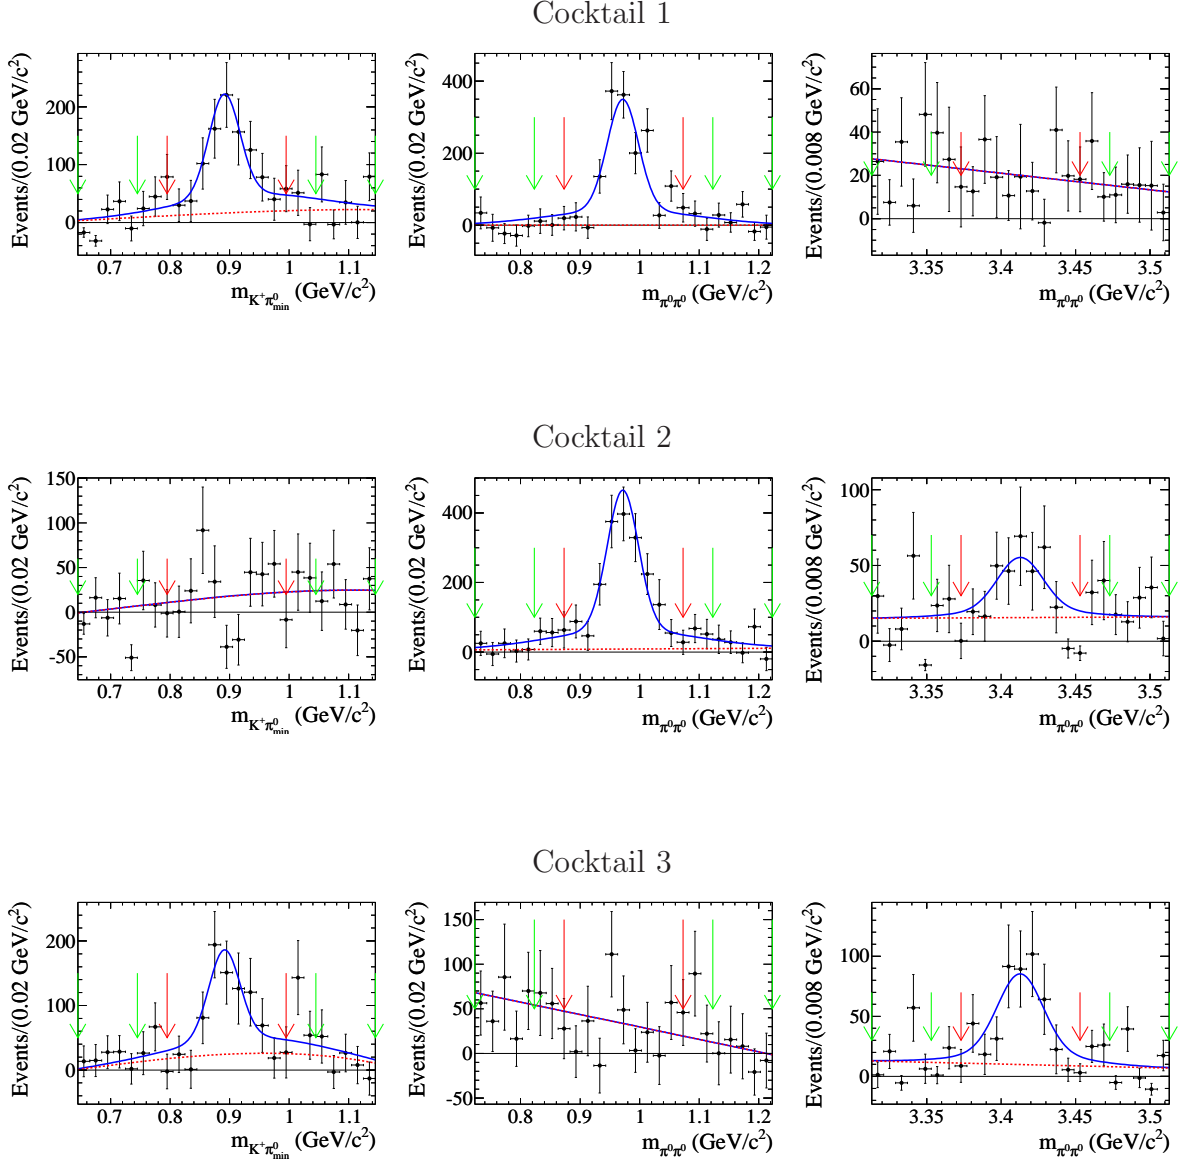 Cocktail 1
Events/(0.02 GeV/c²)
200
100
0
0.7 0.8 0.9 1 1.1
m_{K⁺π⁰_{min}} (GeV/c²)
Events/(0.02 GeV/c²)
400
200
0
0.8 0.9 1 1.1 1.2
m_{π⁰π⁰} (GeV/c²)
Events/(0.008 GeV/c²)
60
40
20
0
3.35 3.4 3.45 3.5
m_{π⁰π⁰} (GeV/c²)
Cocktail 2
Events/(0.02 GeV/c²)
150
100
50
0
-50
0.7 0.8 0.9 1 1.1
m_{K⁺π⁰_{min}} (GeV/c²)
Events/(0.02 GeV/c²)
400
200
0
0.8 0.9 1 1.1 1.2
m_{π⁰π⁰} (GeV/c²)
Events/(0.008 GeV/c²)
100
50
0
3.35 3.4 3.45 3.5
m_{π⁰π⁰} (GeV/c²)
Cocktail 3
Events/(0.02 GeV/c²)
200
100
0
0.7 0.8 0.9 1 1.1
m_{K⁺π⁰_{min}} (GeV/c²)
Events/(0.02 GeV/c²)
150
100
50
0
-50
0.8 0.9 1 1.1 1.2
m_{π⁰π⁰} (GeV/c²)
Events/(0.008 GeV/c²)
100
50
0
3.35 3.4 3.45 3.5
m_{π⁰π⁰} (GeV/c²)